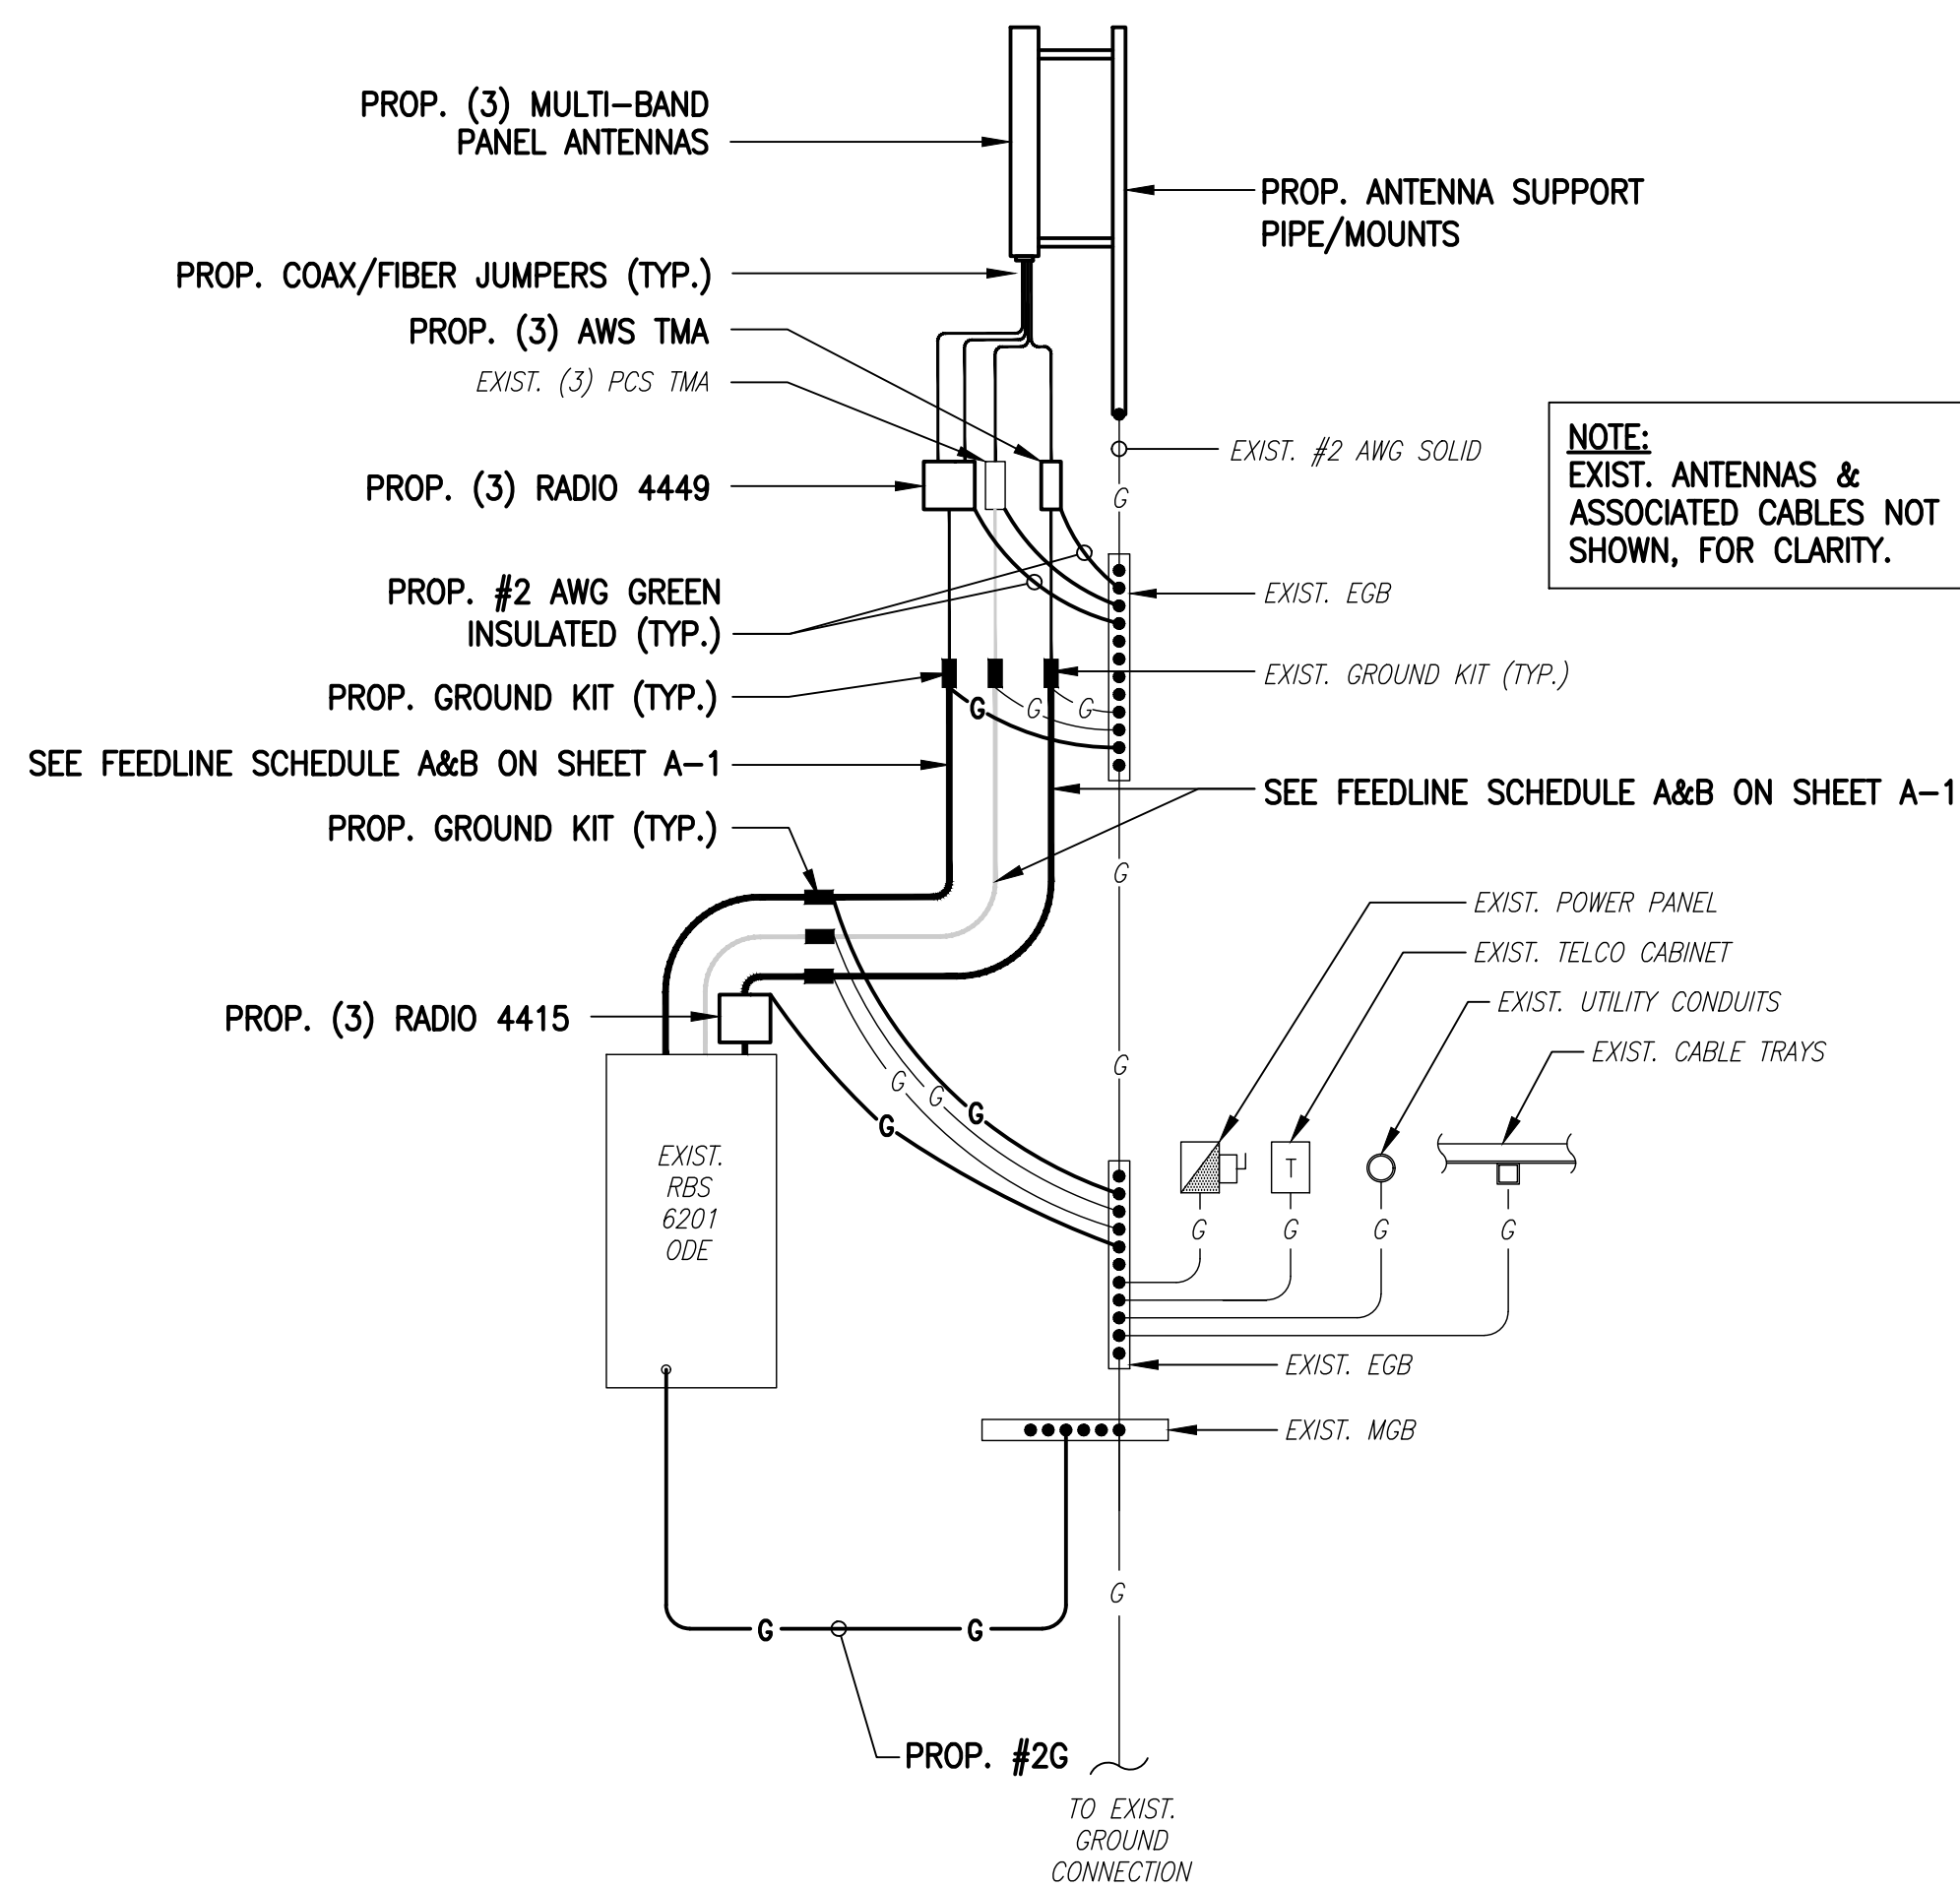 PROP. (3) MULTI-BAND
PANEL ANTENNAS
PROP. ANTENNA SUPPORT
PIPE/MOUNTS
PROP. COAX/FIBER JUMPERS (TYP.)
PROP. (3) AWS TMA
EXIST. (3) PCS TMA
EXIST. #2 AWG SOLID
NOTE:
EXIST. ANTENNAS &
ASSOCIATED CABLES NOT
SHOWN, FOR CLARITY.
PROP. (3) RADIO 4449
G
PROP. #2 AWG GREEN
INSULATED (TYP.)
EXIST. EGB
EXIST. GROUND KIT (TYP.)
PROP. GROUND KIT (TYP.)
G
G
G
SEE FEEDLINE SCHEDULE A&B ON SHEET A-1
SEE FEEDLINE SCHEDULE A&B ON SHEET A-1
PROP. GROUND KIT (TYP.)
G
EXIST. POWER PANEL
EXIST. TELCO CABINET
EXIST. UTILITY CONDUITS
EXIST. CABLE TRAYS
PROP. (3) RADIO 4415
G
G
G
G
G
EXIST.
RBS
6201
ODE
T
G
G
G
G
EXIST. EGB
EXIST. MGB
G
G
G
PROP. #2G
TO EXIST.
GROUND
CONNECTION